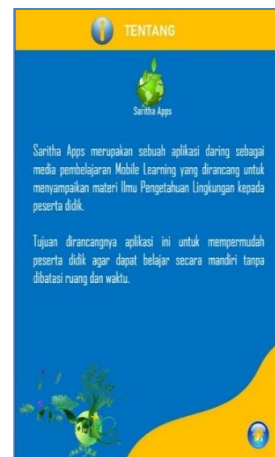 TENTANG
Saritha Apps
Saritha Apps merupakan sebuah aplikasi daring sebagai
media pembelajaran Mobile Learning yang dirancang untuk
menyampaikan materi Ilmu Pengetahuan Lingkungan kepada
peserta didik.
Tujuan dirancangnya aplikasi ini untuk mempermudah
peserta didik agar dapat belajar secara mandiri tanpa
dibatasi ruang dan waktu.